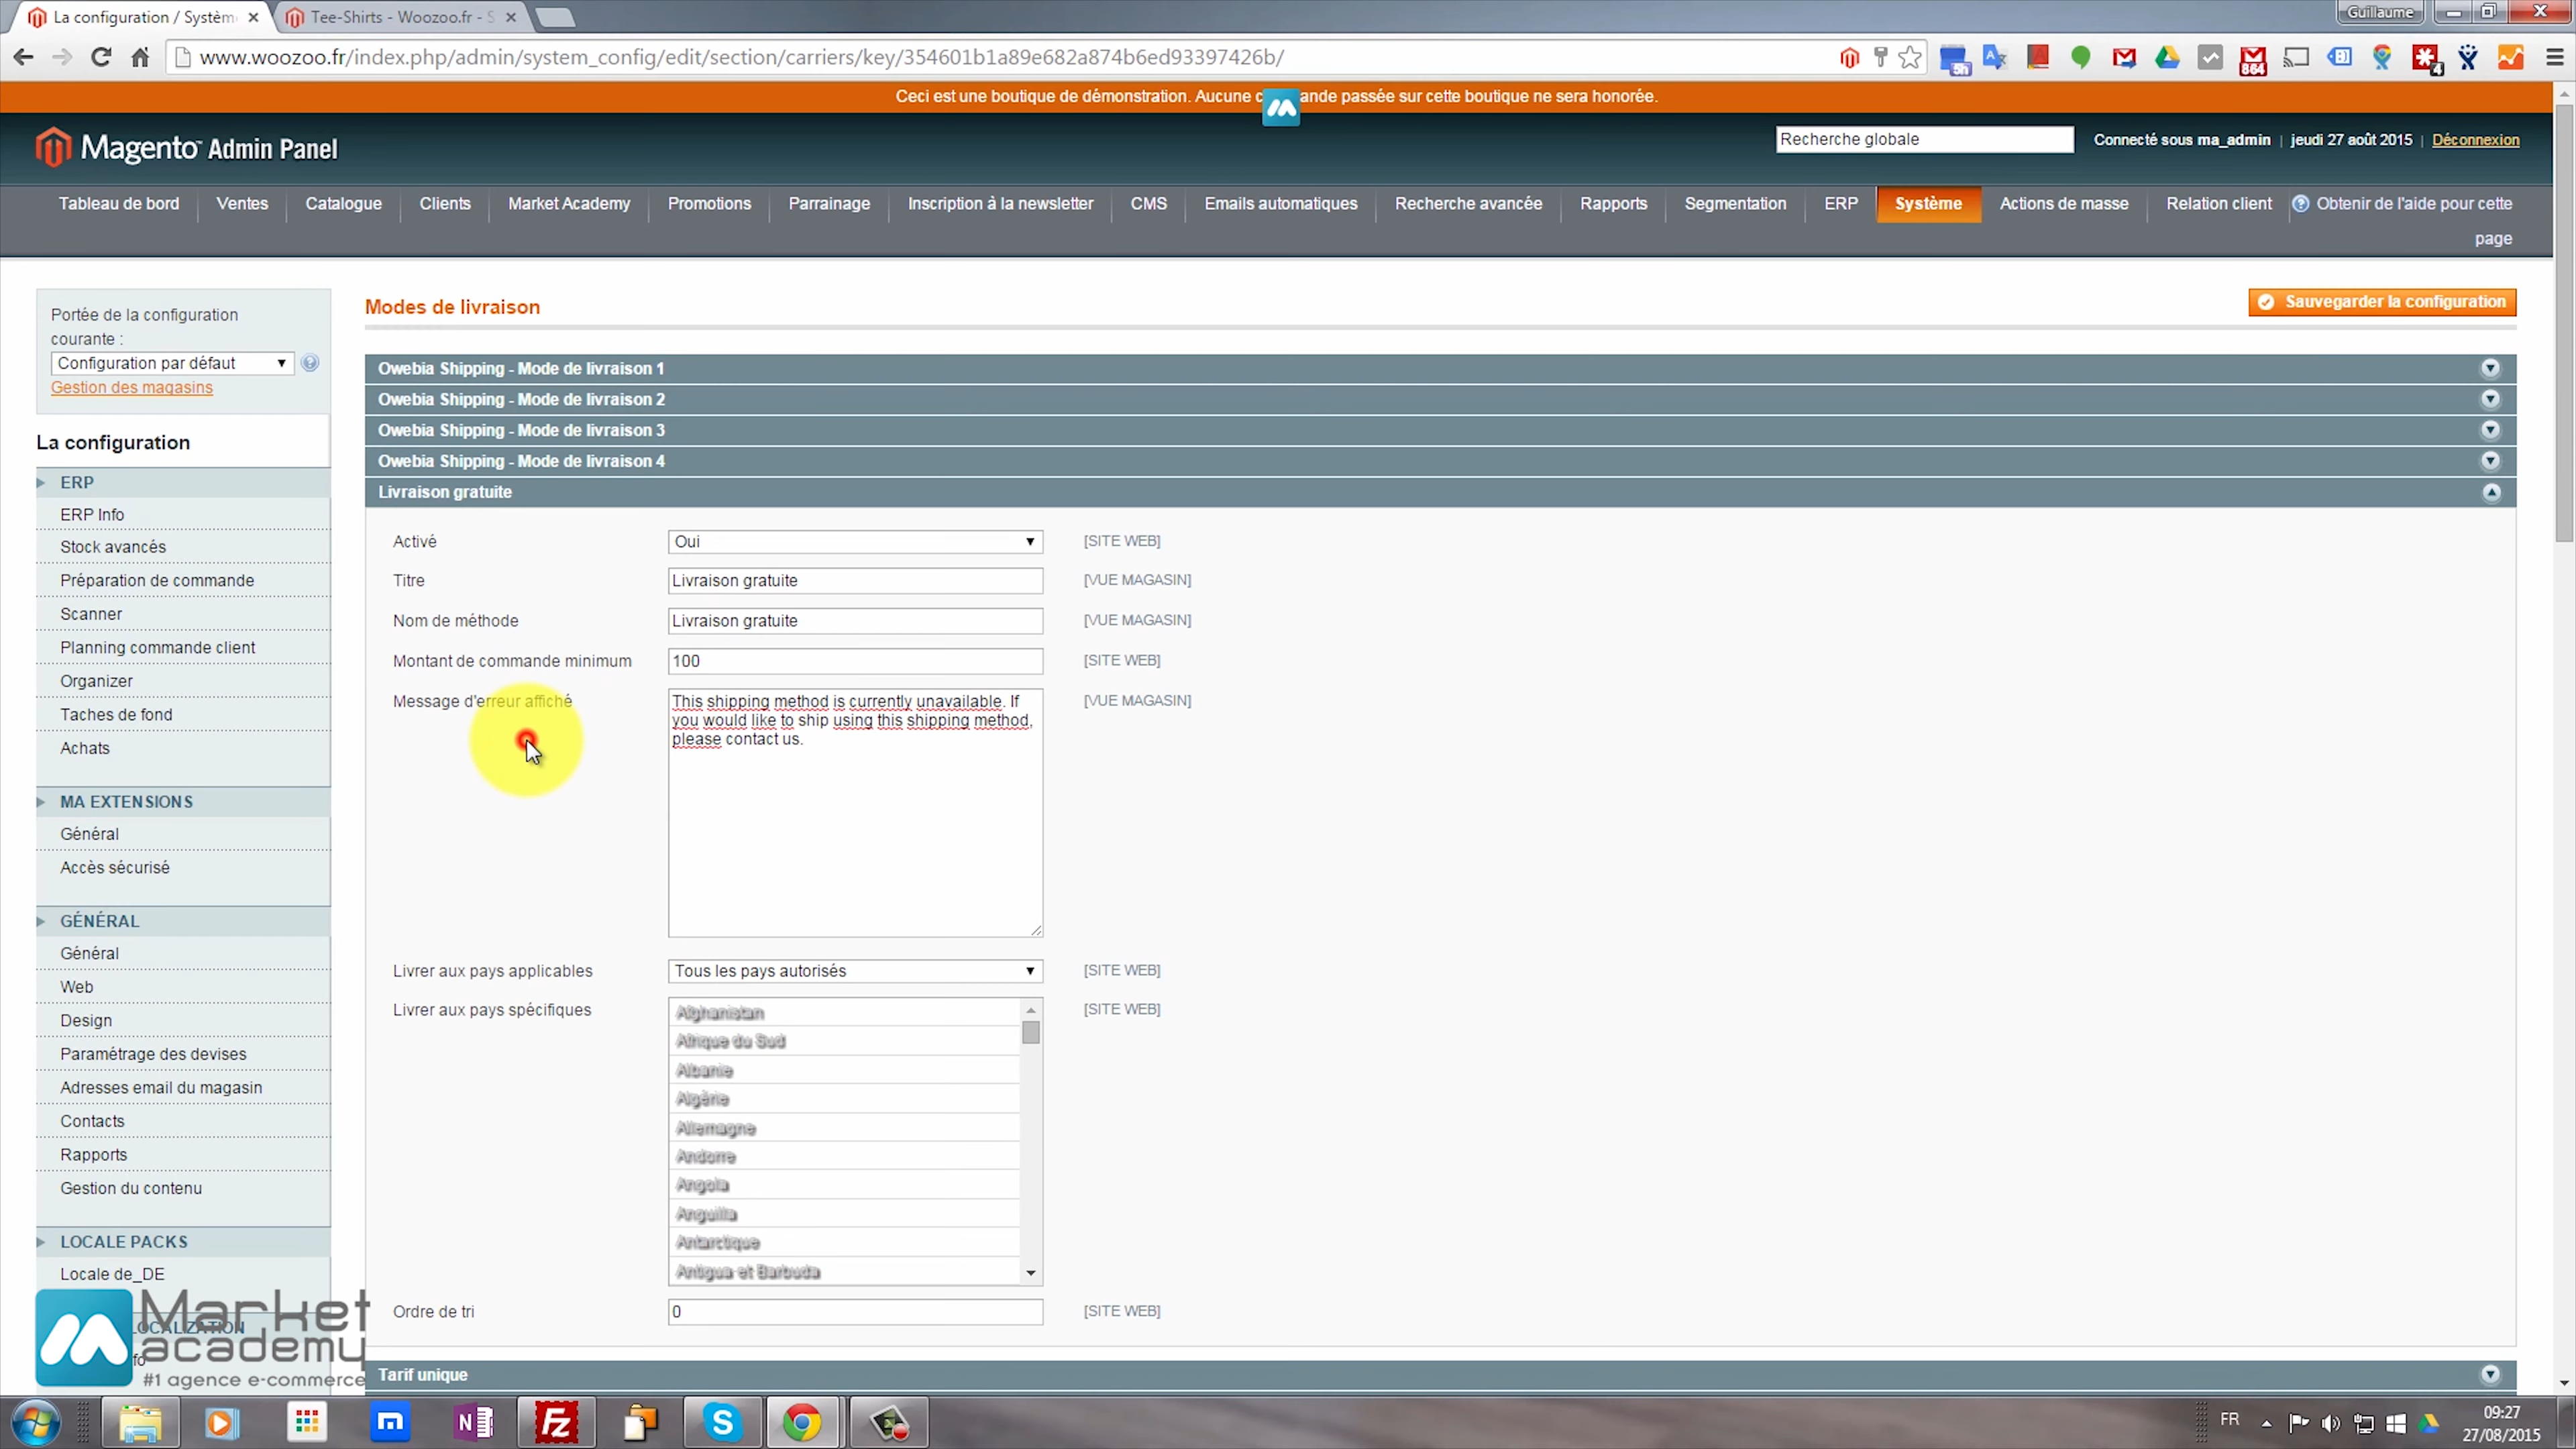 La configuration / Systèm
Tee-Shirts - Woozoo.fr - S
Guillaume
www.woozoo.fr/index.php/admin/system_config/edit/section/carriers/key/354601b1a89e682a874b6ed93397426b/
Ceci est une boutique de démonstration. Aucune c ande passée sur cette boutique ne sera honorée.
Magento Admin Panel
Recherche globale
Connecté sous ma_admin | jeudi 27 août 2015 | Déconnexion
Tableau de bord
Ventes
Catalogue
Clients
Market Academy
Promotions
Parrainage
Inscription à la newsletter
CMS
Emails automatiques
Recherche avancée
Rapports
Segmentation
ERP
Système
Actions de masse
Relation client
Obtenir de l'aide pour cette
page
Portée de la configuration
courante :
Configuration par défaut
Gestion des magasins
La configuration
ERP
ERP Info
Stock avancés
Préparation de commande
Scanner
Planning commande client
Organizer
Taches de fond
Achats
MA EXTENSIONS
Général
Accès sécurisé
GÉNÉRAL
Général
Web
Design
Paramétrage des devises
Adresses email du magasin
Contacts
Rapports
Gestion du contenu
LOCALE PACKS
Locale de_DE
LOCALIZATION
fo
Market
academy
#1 agence e-commerce
Modes de livraison
Sauvegarder la configuration
Owebia Shipping - Mode de livraison 1
Owebia Shipping - Mode de livraison 2
Owebia Shipping - Mode de livraison 3
Owebia Shipping - Mode de livraison 4
Livraison gratuite
Activé
Oui
[SITE WEB]
Titre
Livraison gratuite
[VUE MAGASIN]
Nom de méthode
Livraison gratuite
[VUE MAGASIN]
Montant de commande minimum
100
[SITE WEB]
Message d'erreur affiché
This shipping method is currently unavailable. If
you would like to ship using this shipping method,
please contact us.
[VUE MAGASIN]
Livrer aux pays applicables
Tous les pays autorisés
[SITE WEB]
Livrer aux pays spécifiques
[SITE WEB]
Afghanistan
Afrique du Sud
Albanie
Algérie
Allemagne
Andorre
Angola
Anguilla
Antarctique
Antigua et Barbuda
Ordre de tri
0
[SITE WEB]
Tarif unique
FR
09:27
27/08/2015